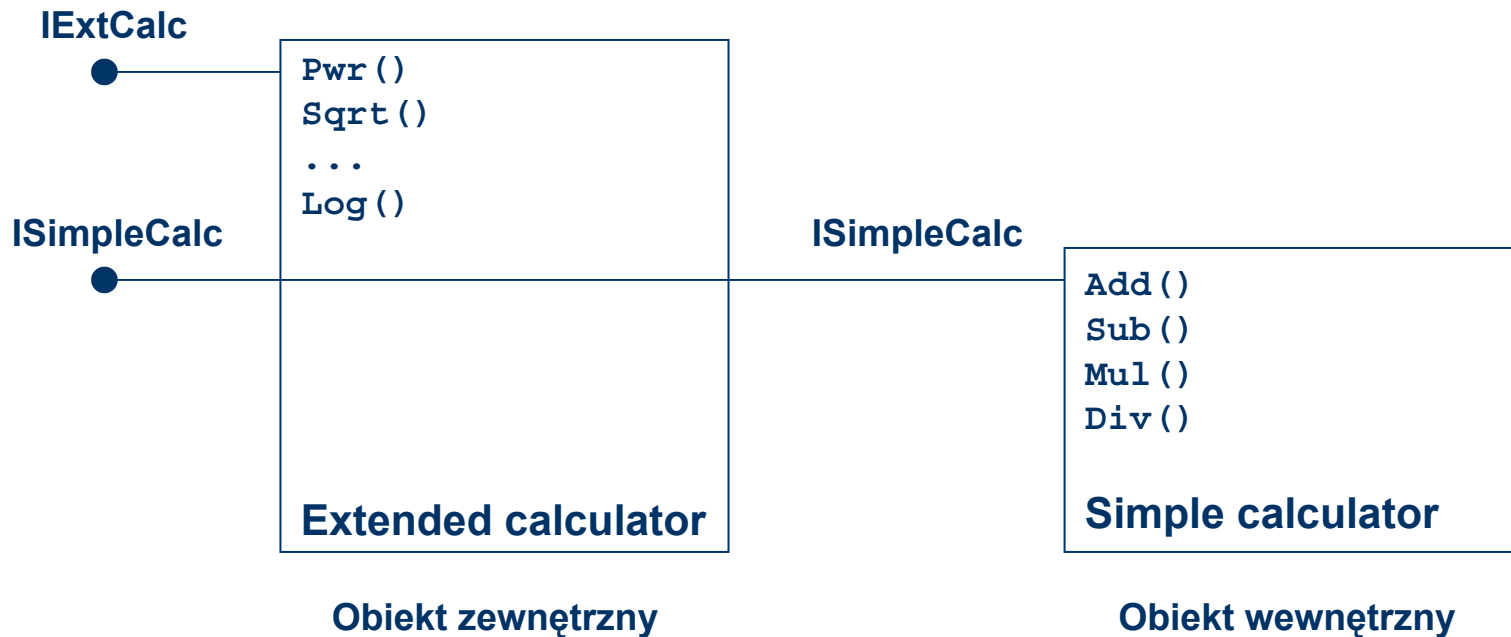 IExtCalc
Pwr()
Sqrt()
...
Log()
ISimpleCalc
ISimpleCalc
Add()
Sub()
Mul()
Div()
Extended calculator
Simple calculator
Obiekt zewnętrzny
Obiekt wewnętrzny